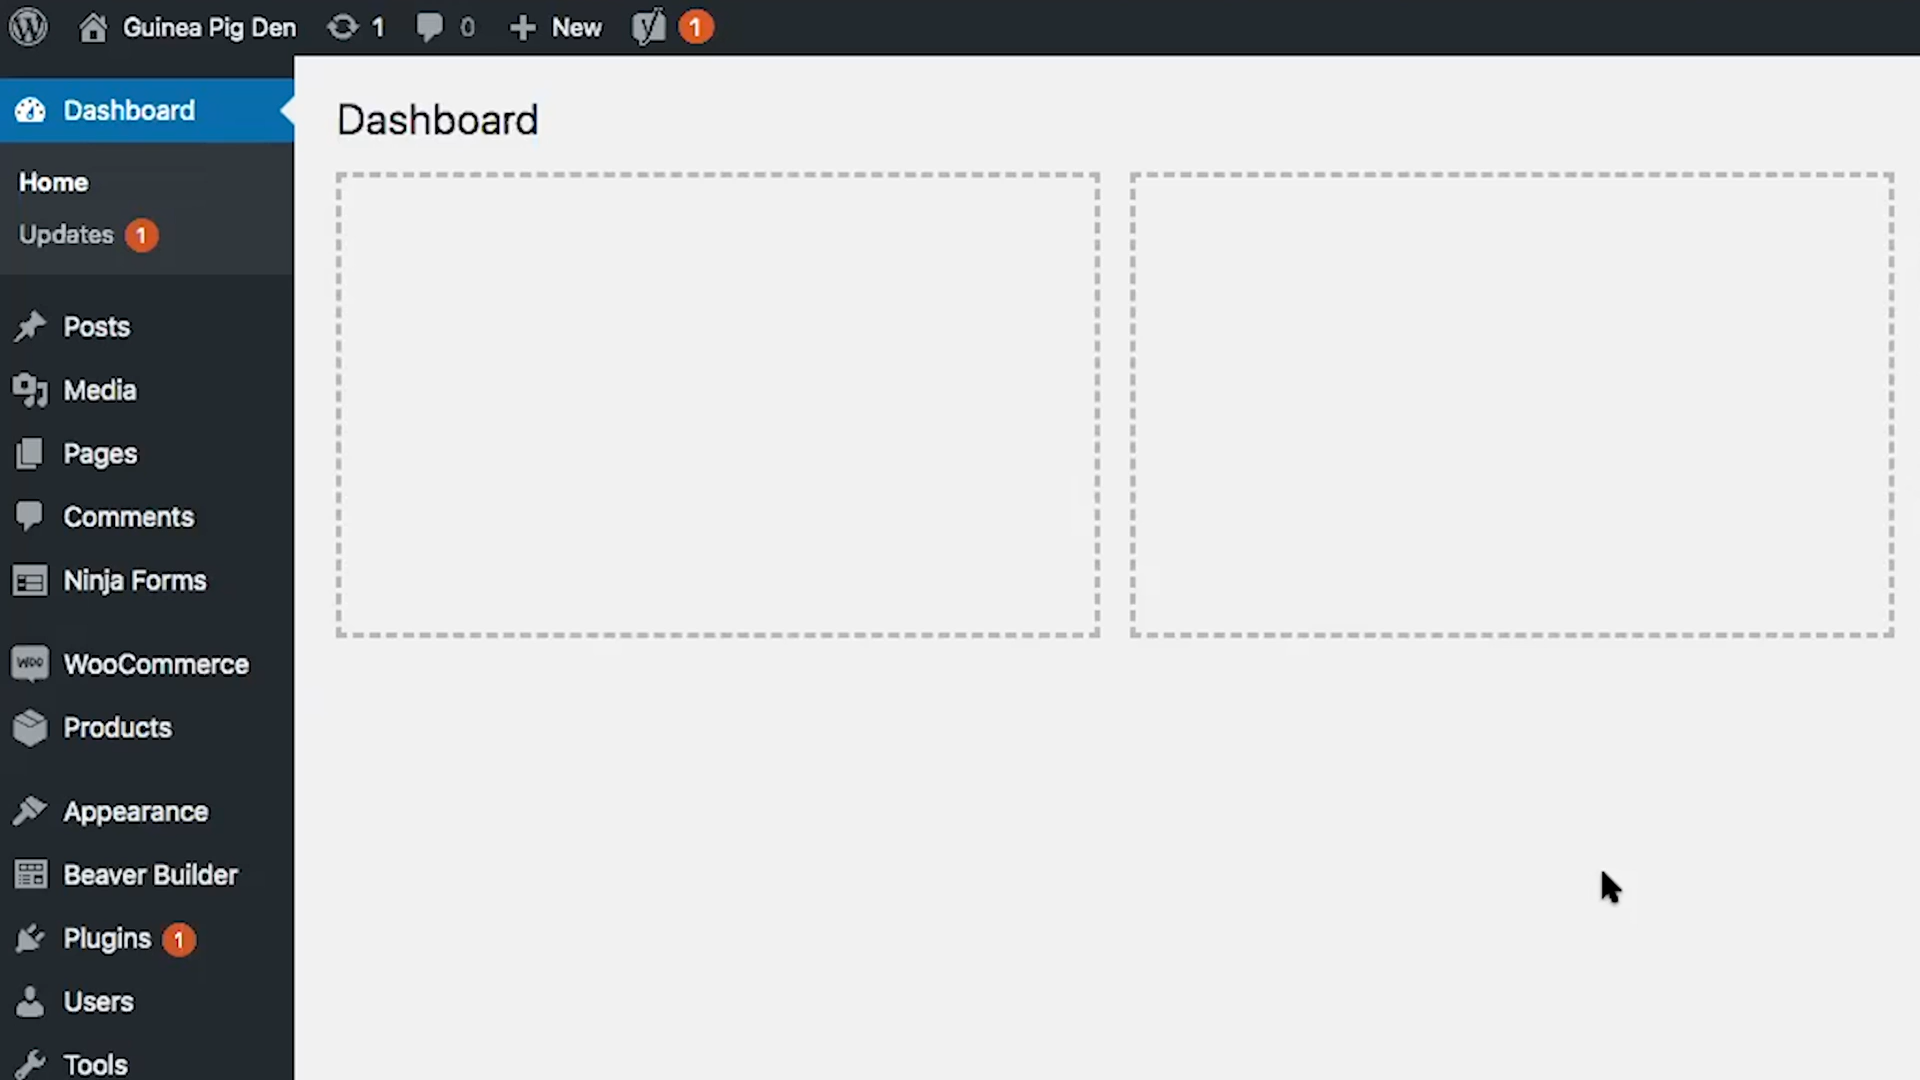 Guinea Pig Den 1 0 New 1
Dashboard
Home
Updates 1
Posts
Media
Pages
Comments
Ninja Forms
WOO WooCommerce
Products
Appearance
Beaver Builder
Plugins 1
Users
Tools
Dashboard